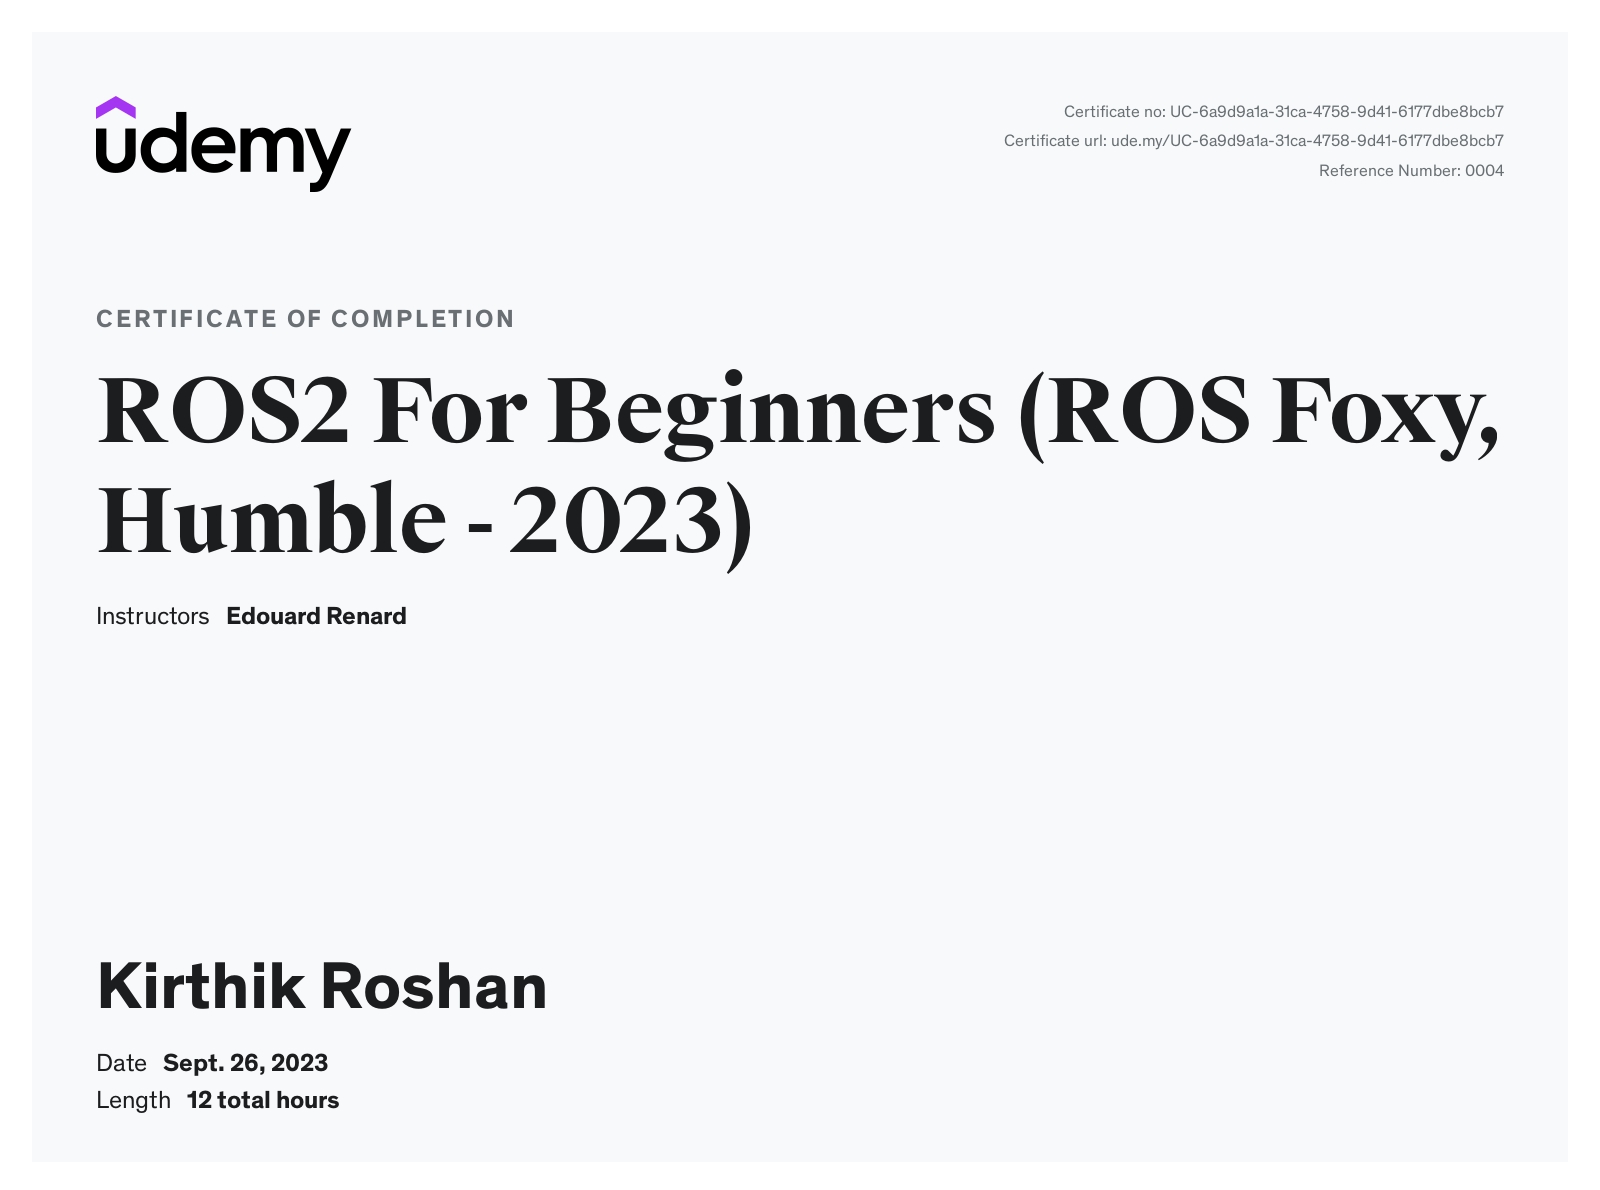 udemy
Certificate no: UC-6a9d9a1a-31ca-4758-9d41-6177dbe8bcb7
Certificate url: ude.my/UC-6a9d9a1a-31ca-4758-9d41-6177dbe8bcb7
Reference Number: 0004
CERTIFICATE OF COMPLETION
ROS2 For Beginners (ROS Foxy,
Humble - 2023)
Instructors Edouard Renard
Kirthik Roshan
Date Sept. 26, 2023
Length 12 total hours